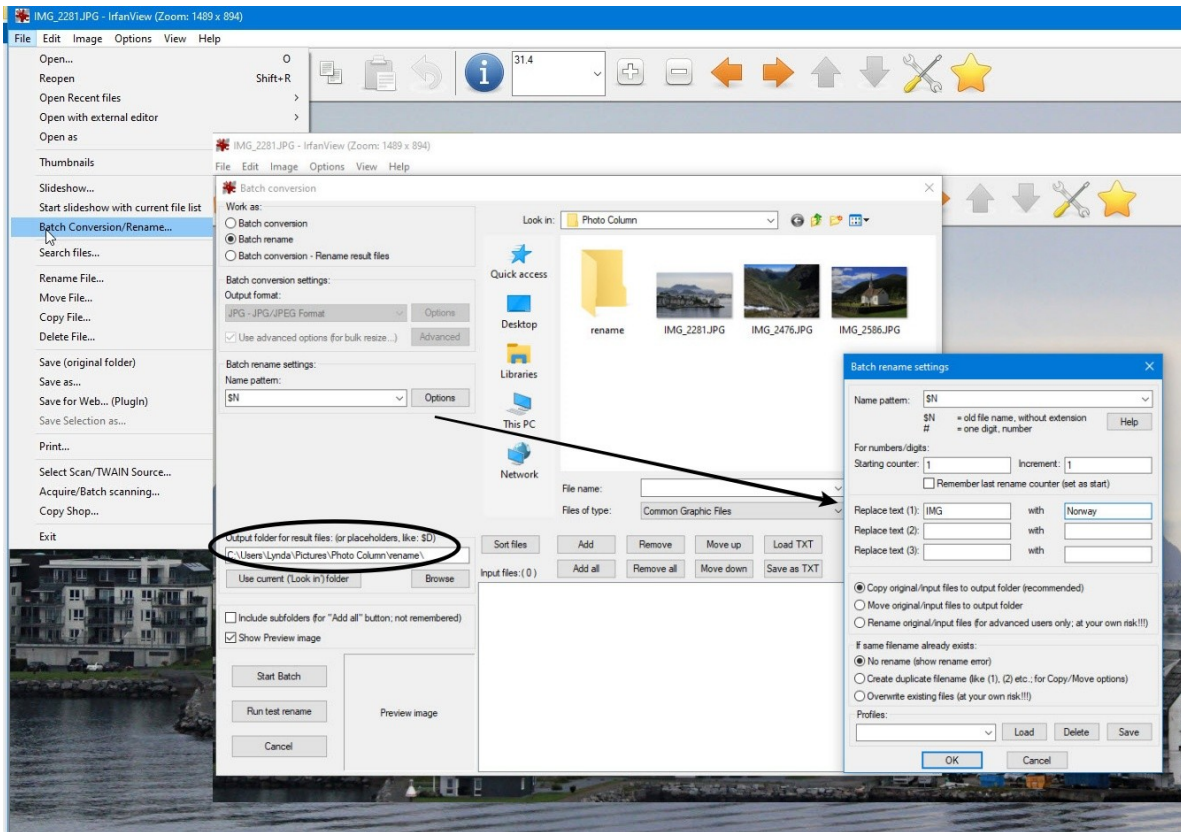 IMG_2281.JPG - IrfanView (Zoom: 1489 x 894)
File Edit Image Options View Help
Open... O
Reopen Shift+R
Open Recent files >
Open with external editor >
Open as
Thumbnails
Slideshow...
Start slideshow with current file list
Batch Conversion/Rename...
Search files...
Rename File...
Move File...
Copy File...
Delete File...
Save (original folder)
Save as...
Save for Web... (PlugIn)
Save Selection as...
Print...
Select Scan/TWAIN Source...
Acquire/Batch scanning...
Copy Shop...
Exit
31.4
IMG_2281.JPG - IrfanView (Zoom: 1489 x 894)
File Edit Image Options View Help
Batch conversion
Work as:
Batch conversion
Batch rename
Batch conversion - Rename result files
Batch conversion settings:
Output format:
JPG - JPG/JPEG Format Options
Use advanced options (for bulk resize...) Advanced
Batch rename settings:
Name pattern:
$N Options
Output folder for result files: (or placeholders, like: $D)
C:\Users\Lynda\Pictures\Photo Column\rename\
Use current ('Look in') folder Browse
Include subfolders (for "Add all" button; not remembered)
Show Preview image
Start Batch
Run test rename
Cancel
Preview image
Look in: Photo Column
Quick access
Desktop
Libraries
This PC
Network
rename IMG_2281.JPG IMG_2476.JPG IMG_2586.JPG
File name:
Files of type: Common Graphic Files
Sort files Add Remove Move up Load TXT
Input files: ( 0 ) Add all Remove all Move down Save as TXT
Batch rename settings
Name pattern: $N
$N = old file name, without extension Help
# = one digit, number
For numbers/digits:
Starting counter: 1 Increment: 1
Remember last rename counter (set as start)
Replace text (1): IMG with Norway
Replace text (2): with
Replace text (3): with
Copy original/input files to output folder (recommended)
Move original/input files to output folder
Rename original/input files (for advanced users only; at your own risk!!!)
If same filename already exists:
No rename (show rename error)
Create duplicate filename (like (1), (2) etc.; for Copy/Move options)
Overwrite existing files (at your own risk!!!)
Profiles:
Load Delete Save
OK Cancel